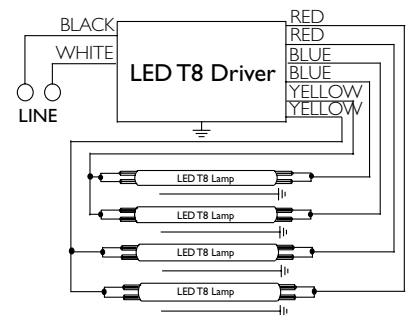 BLACK
WHITE
LINE
LED T8 Driver
RED
RED
BLUE
BLUE
YELLOW
YELLOW
LED T8 Lamp
LED T8 Lamp
LED T8 Lamp
LED T8 Lamp